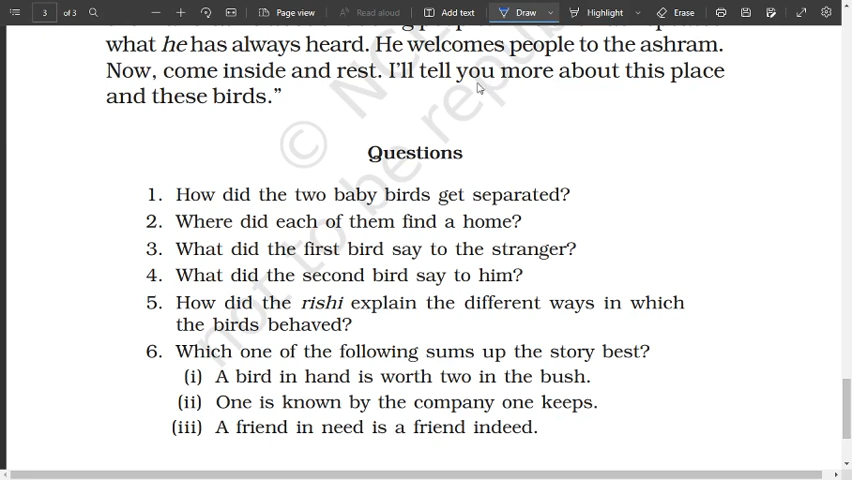 3 of 3
Page view
Read aloud
Add text
Draw
Highlight
Erase
what he has always heard. He welcomes people to the ashram.
Now, come inside and rest. I'll tell you more about this place
and these birds.”
Questions
1. How did the two baby birds get separated?
2. Where did each of them find a home?
3. What did the first bird say to the stranger?
4. What did the second bird say to him?
5. How did the rishi explain the different ways in which
the birds behaved?
6. Which one of the following sums up the story best?
(i) A bird in hand is worth two in the bush.
(ii) One is known by the company one keeps.
(iii) A friend in need is a friend indeed.
© NC
not to be republ